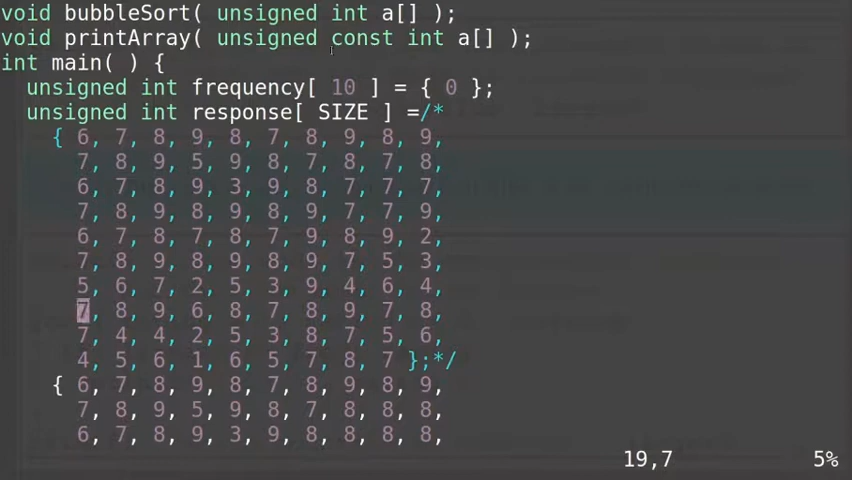 void bubbleSort( unsigned int a[] );
void printArray( unsigned const int a[] );
int main( ) {
unsigned int frequency[ 10 ] = { 0 };
unsigned int response[ SIZE ] =/*
{ 6, 7, 8, 9, 8, 7, 8, 9, 8, 9,
7, 8, 9, 5, 9, 8, 7, 8, 7, 8,
6, 7, 8, 9, 3, 9, 8, 7, 7, 7,
7, 8, 9, 8, 9, 8, 9, 7, 7, 9,
6, 7, 8, 7, 8, 7, 9, 8, 9, 2,
7, 8, 9, 8, 9, 8, 9, 7, 5, 3,
5, 6, 7, 2, 5, 3, 9, 4, 6, 4,
7, 8, 9, 6, 8, 7, 8, 9, 7, 8,
7, 4, 4, 2, 5, 3, 8, 7, 5, 6,
4, 5, 6, 1, 6, 5, 7, 8, 7 };*/
{ 6, 7, 8, 9, 8, 7, 8, 9, 8, 9,
7, 8, 9, 5, 9, 8, 7, 8, 8, 8,
6, 7, 8, 9, 3, 9, 8, 8, 8, 8,
19,7 5%